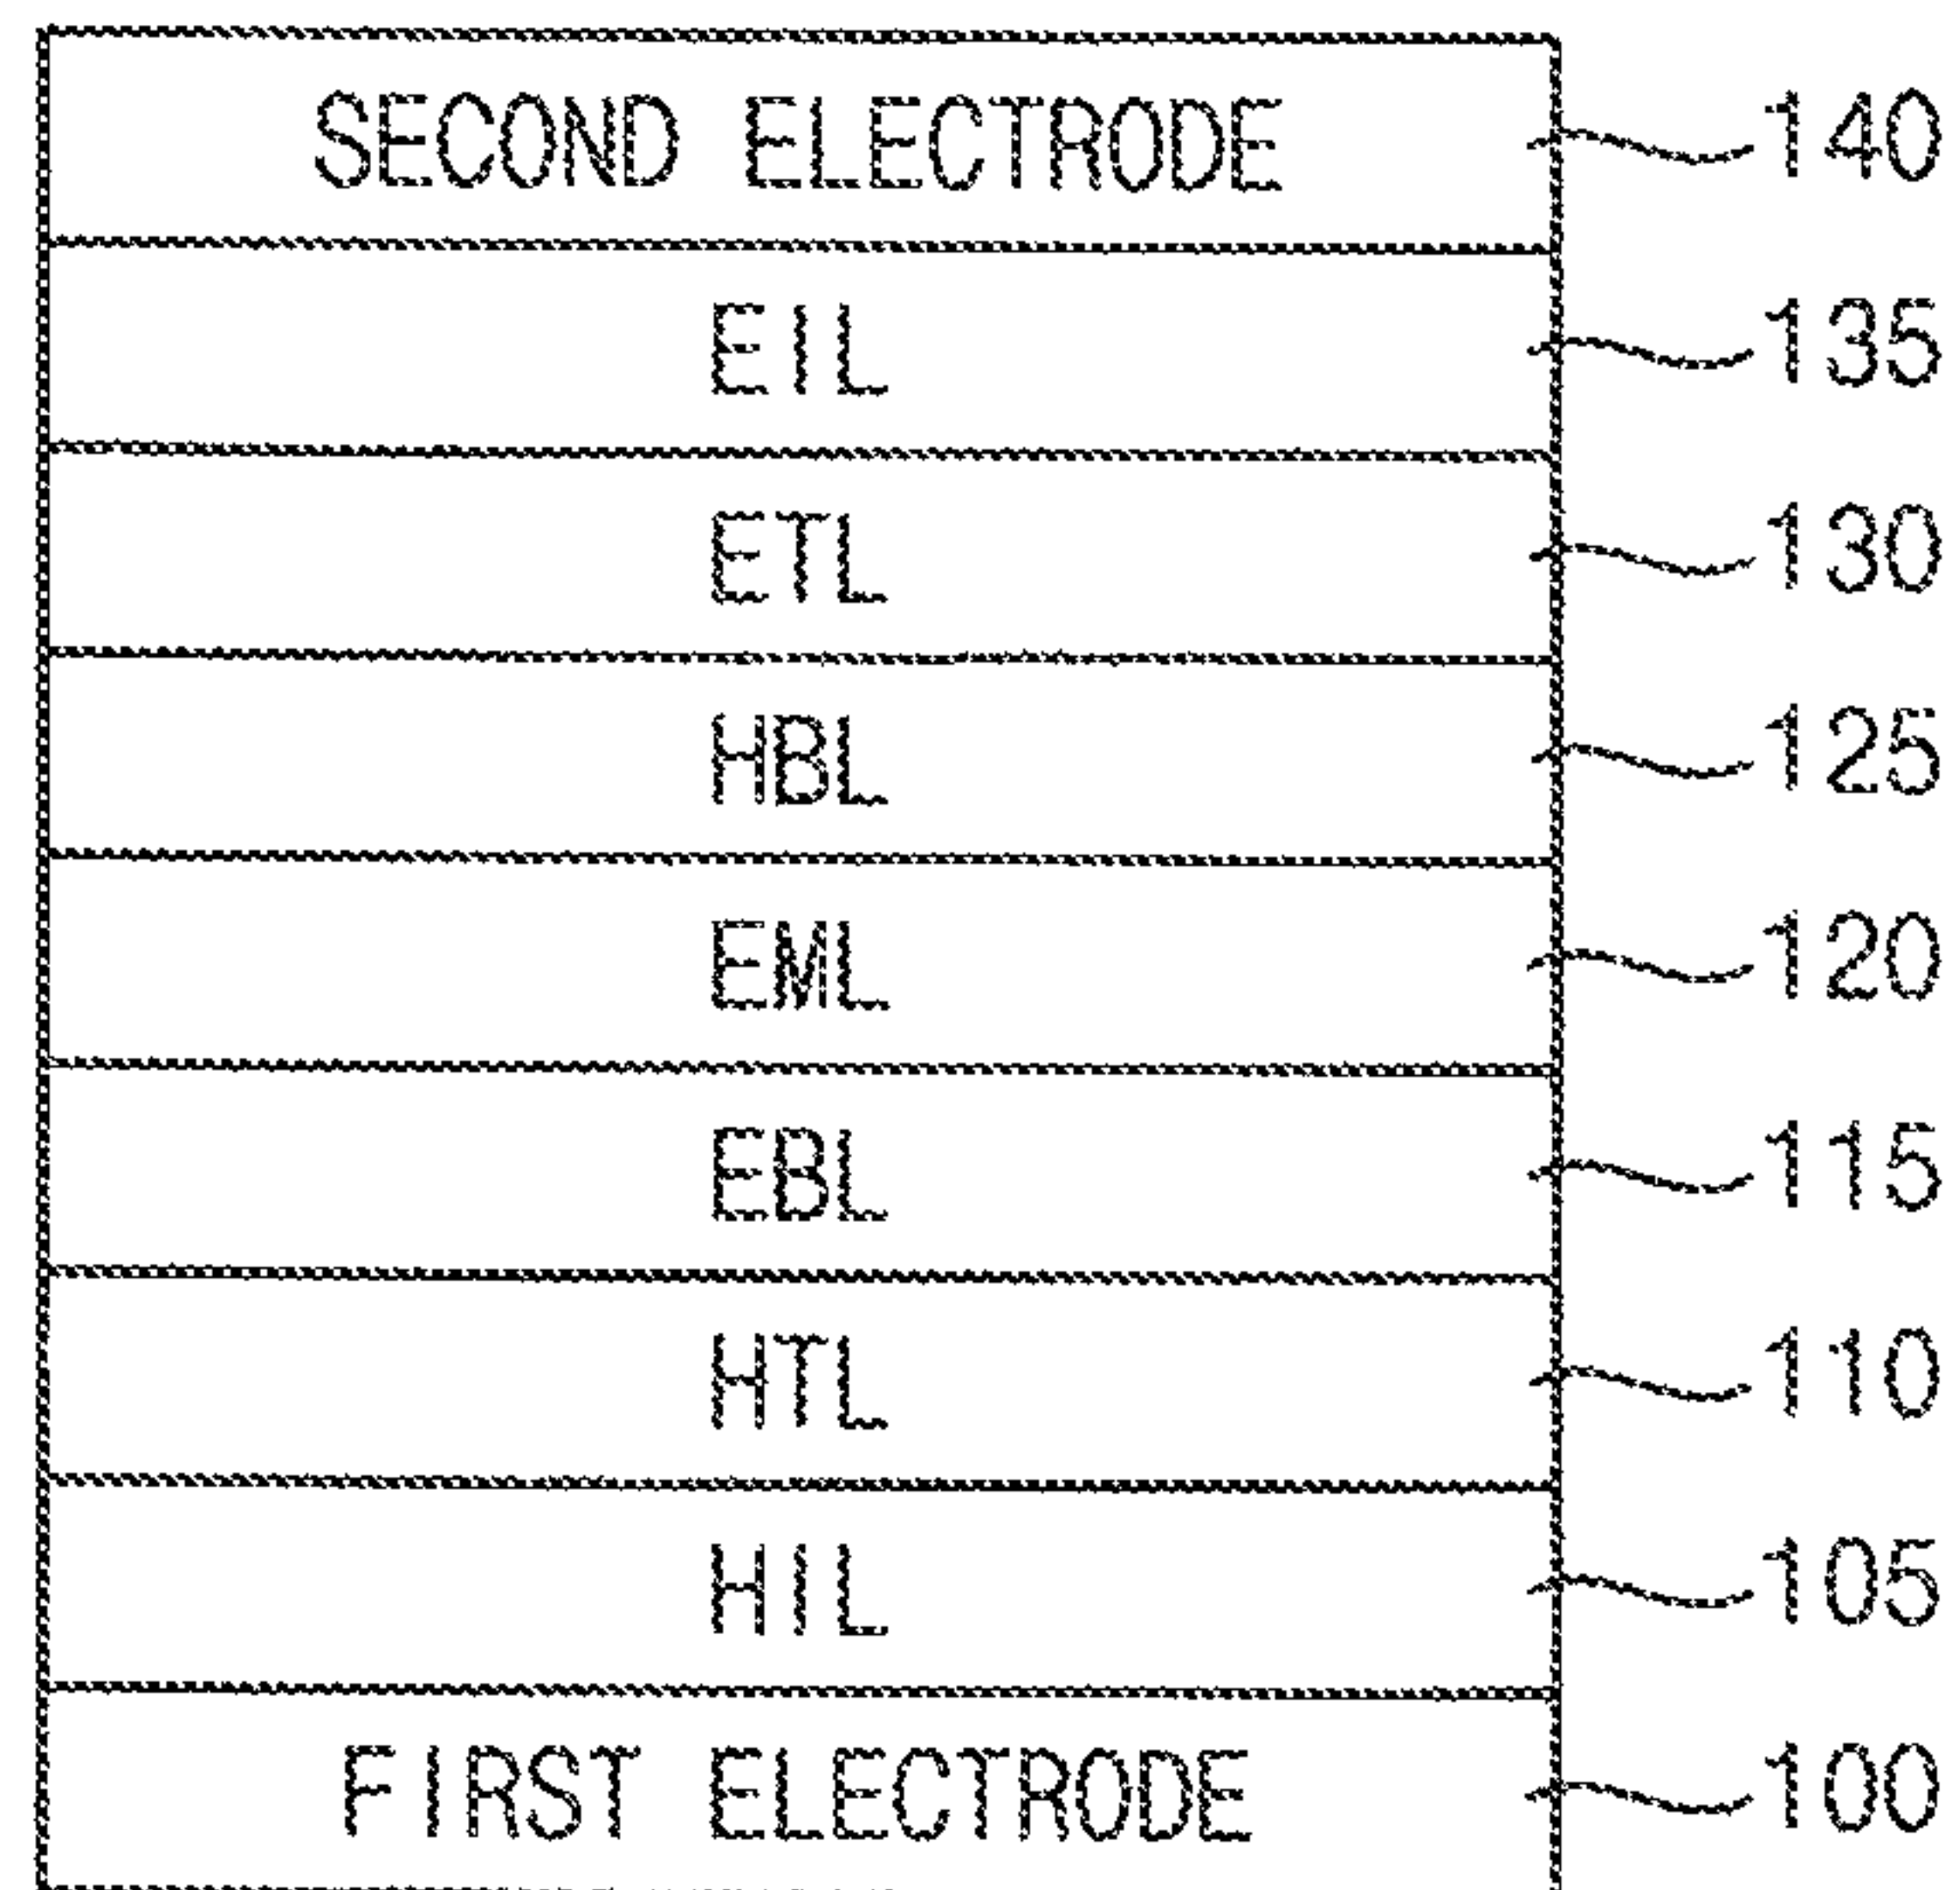 SECOND ELECTRODE 140
EIL 135
ETL 130
HBL 125
EML 120
EBL 115
HTL 110
HIL 105
FIRST ELECTRODE 100